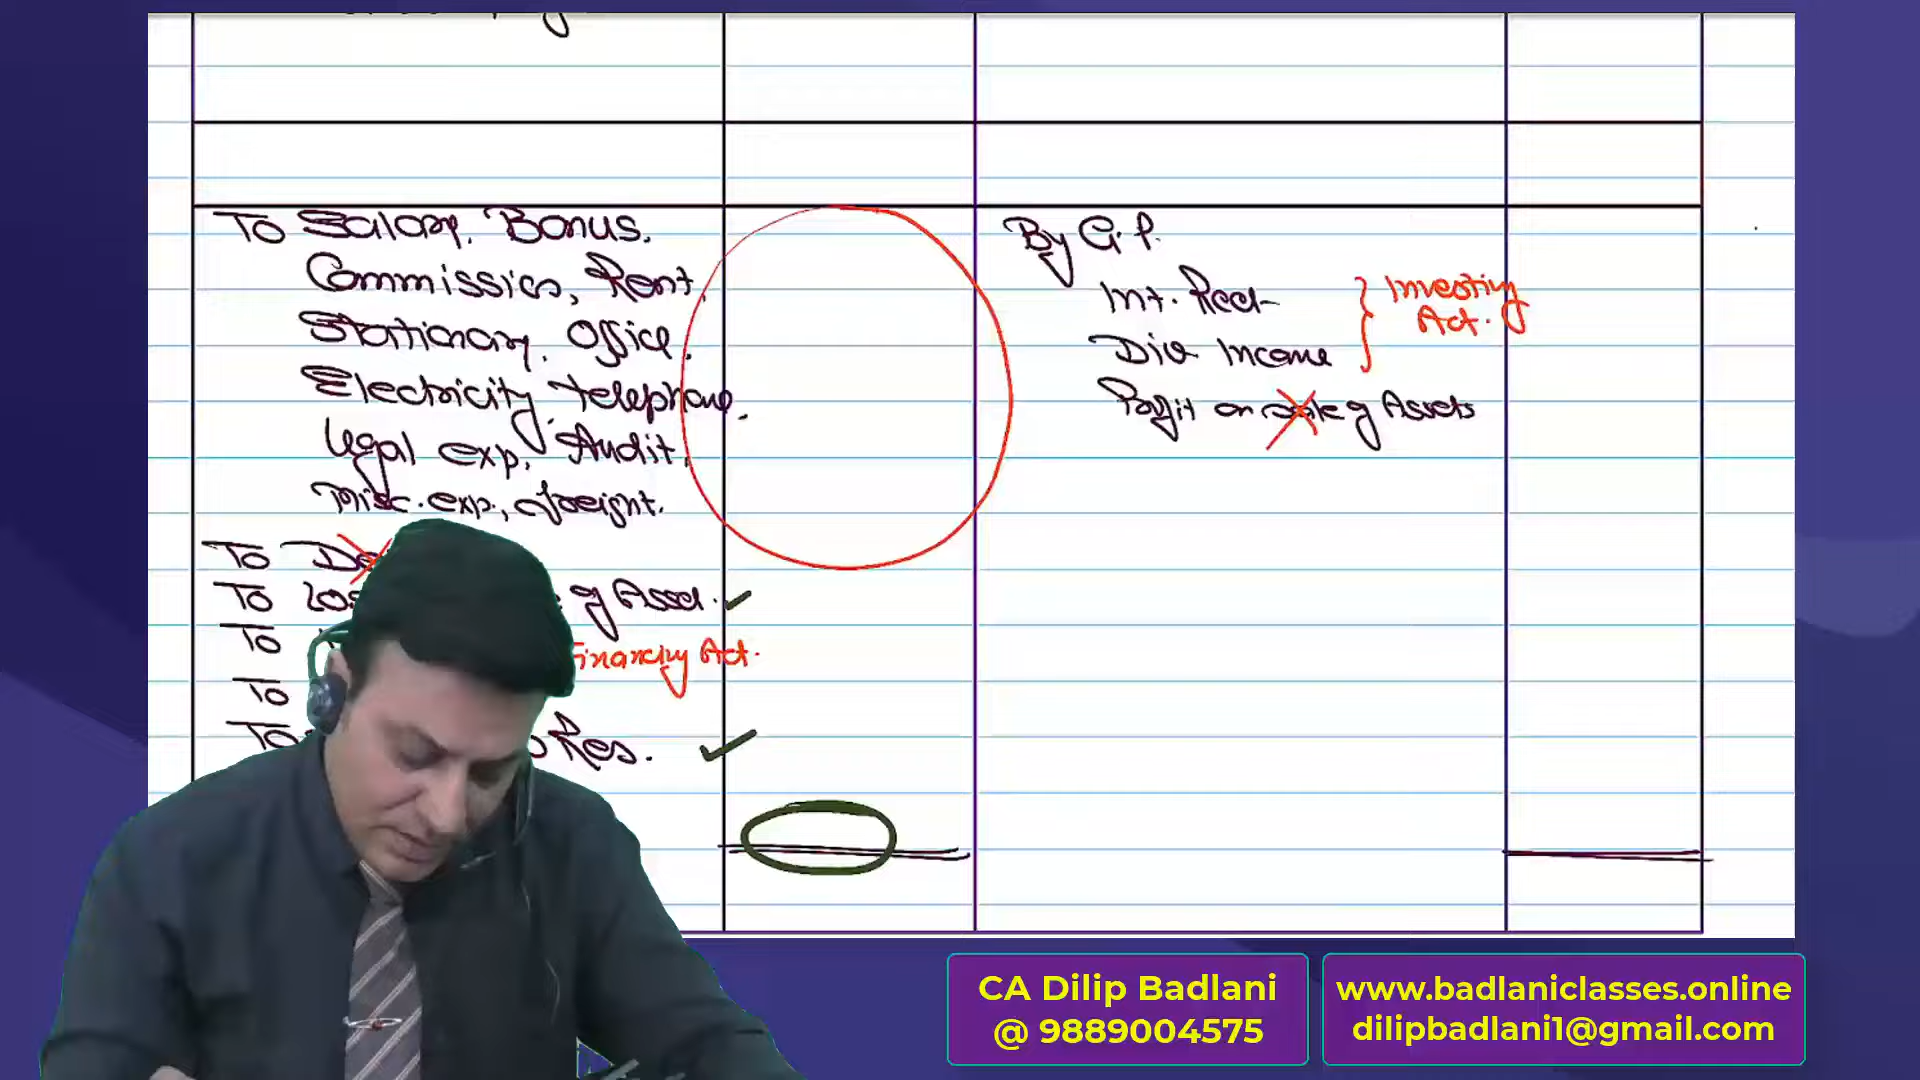 To Salary, Bonus,
Commission, Rent,
Stationary, Office,
Electricity, telephone,
Legal exp, Audit,
Misc. exp., freight.
To
To of Asset.
To Financing Act.
To
To Res.
By G.P.
Int. Recd
Div Income
Investing
Act.
Profit on sale of Assets
CA Dilip Badlani
@ 9889004575
www.badlaniclasses.online
dilipbadlani1@gmail.com